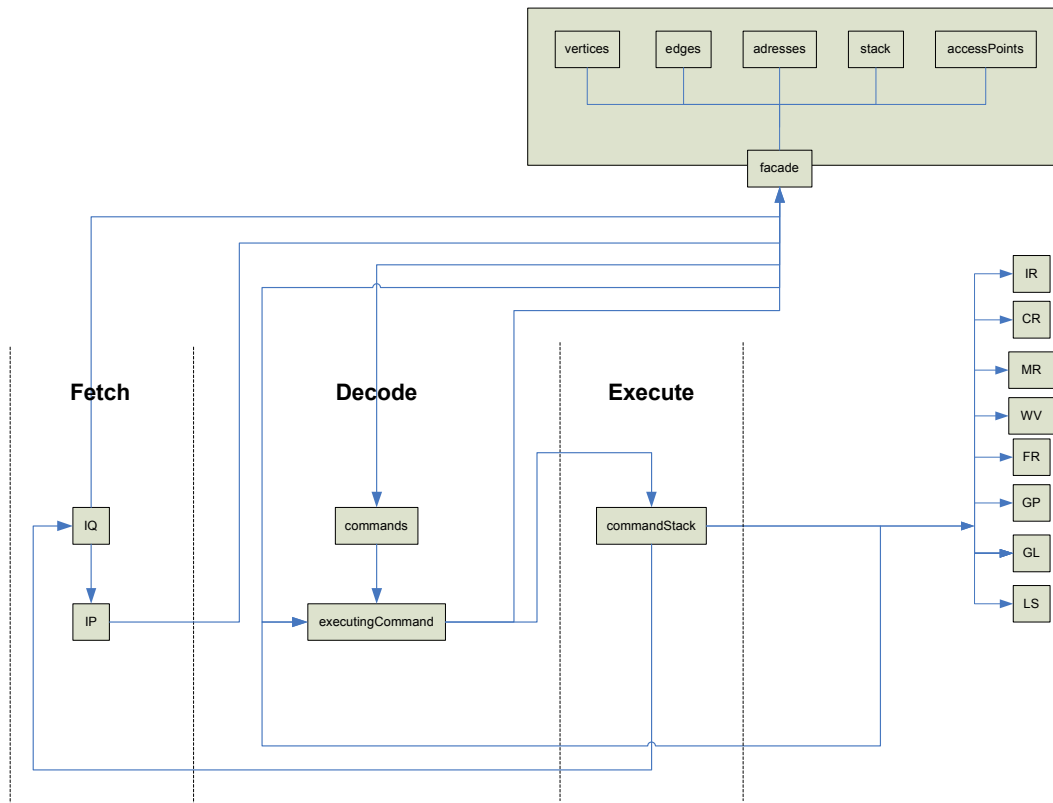 vertices
edges
adresses
stack
accessPoints
facade
IR
CR
MR
WV
FR
GP
GL
LS
Fetch
Decode
Execute
IQ
commands
commandStack
IP
executingCommand